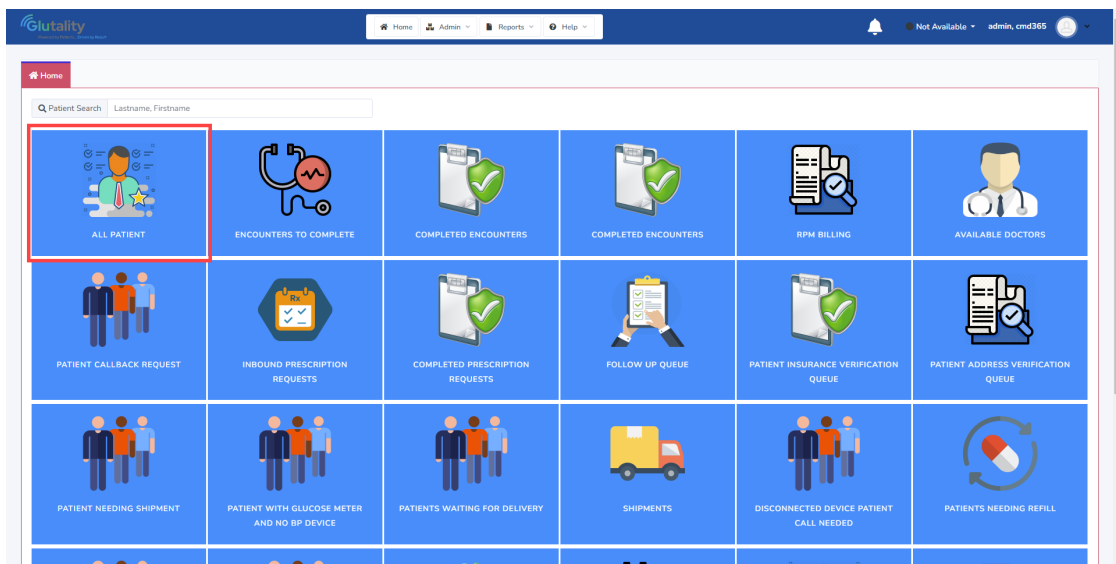 Glutality
Home Admin Reports Help
Not Available admin, cmd365
Home
Patient Search Lastname, Firstname
ALL PATIENT
ENCOUNTERS TO COMPLETE
COMPLETED ENCOUNTERS
COMPLETED ENCOUNTERS
RPM BILLING
AVAILABLE DOCTORS
Rx
PATIENT CALLBACK REQUEST
INBOUND PRESCRIPTION
REQUESTS
COMPLETED PRESCRIPTION
REQUESTS
FOLLOW UP QUEUE
PATIENT INSURANCE VERIFICATION
QUEUE
PATIENT ADDRESS VERIFICATION
QUEUE
PATIENT NEEDING SHIPMENT
PATIENT WITH GLUCOSE METER
AND NO BP DEVICE
PATIENTS WAITING FOR DELIVERY
SHIPMENTS
DISCONNECTED DEVICE PATIENT
CALL NEEDED
PATIENTS NEEDING REFILL